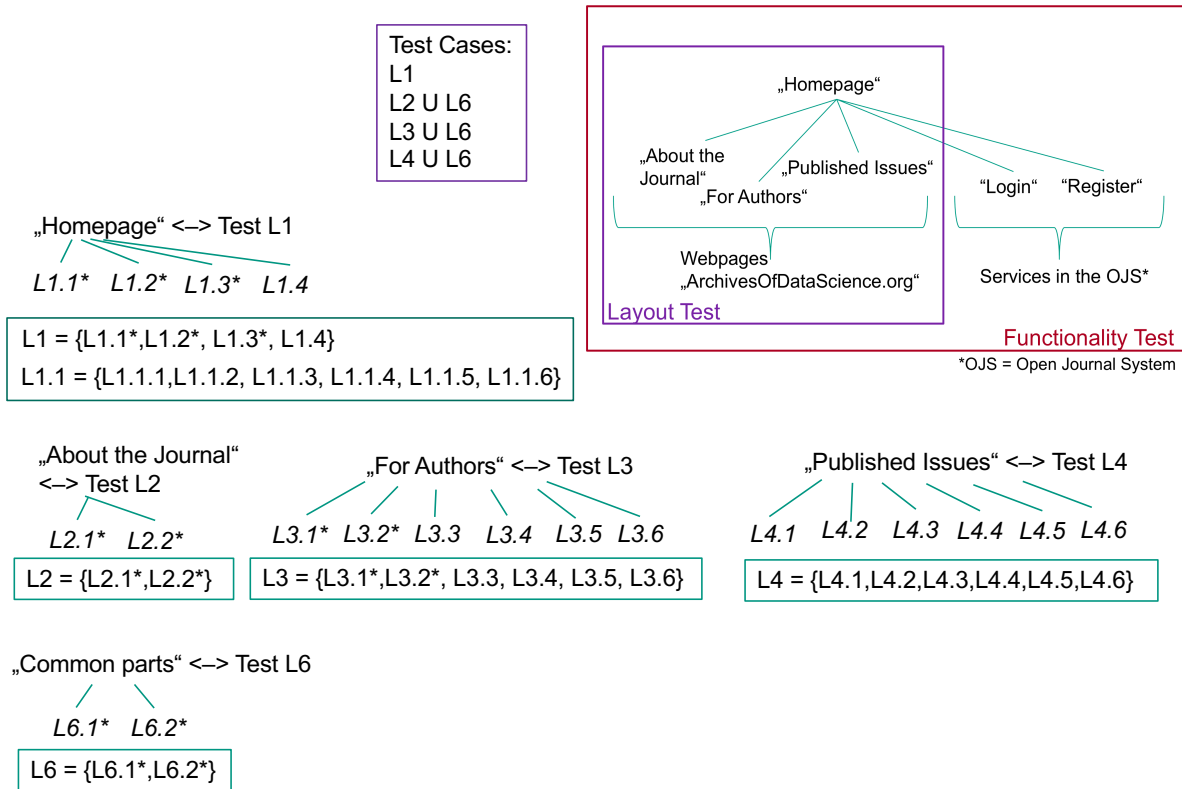 Test Cases:
L1
L2 U L6
L3 U L6
L4 U L6
„Homepage“
„About the
Journal“
„For Authors“
„Published Issues“
“Login“
“Register“
Webpages
„ArchivesOfDataScience.org“
Services in the OJS*
Layout Test
Functionality Test
*OJS = Open Journal System
„Homepage“ <–> Test L1
L1.1* L1.2* L1.3* L1.4
L1 = {L1.1*,L1.2*, L1.3*, L1.4}
L1.1 = {L1.1.1,L1.1.2, L1.1.3, L1.1.4, L1.1.5, L1.1.6}
„About the Journal“
<–> Test L2
L2.1* L2.2*
L2 = {L2.1*,L2.2*}
„For Authors“ <–> Test L3
L3.1* L3.2* L3.3 L3.4 L3.5 L3.6
L3 = {L3.1*,L3.2*, L3.3, L3.4, L3.5, L3.6}
„Published Issues“ <–> Test L4
L4.1 L4.2 L4.3 L4.4 L4.5 L4.6
L4 = {L4.1,L4.2,L4.3,L4.4,L4.5,L4.6}
„Common parts“ <–> Test L6
L6.1* L6.2*
L6 = {L6.1*,L6.2*}